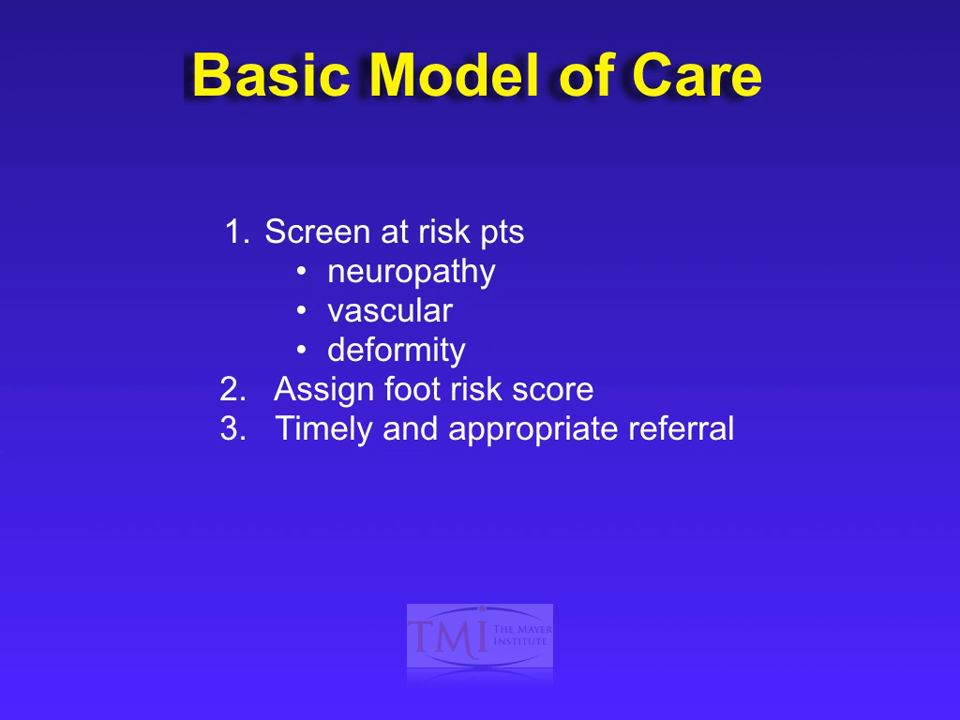 Basic Model of Care
1. Screen at risk pts
• neuropathy
• vascular
• deformity
2. Assign foot risk score
3. Timely and appropriate referral
TMI THE MAYER
INSTITUTE